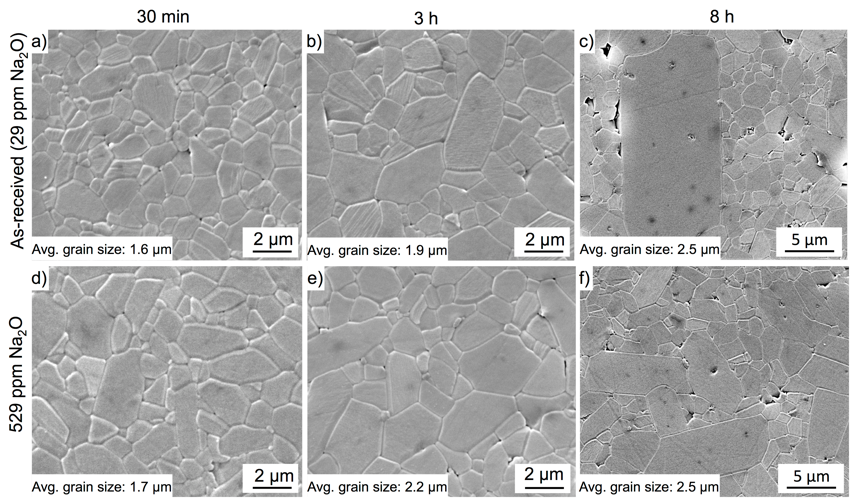 30 min 3 h 8 h
As-received (29 ppm Na₂O)
a) b) c)
Avg. grain size: 1.6 µm 2 µm Avg. grain size: 1.9 µm 2 µm Avg. grain size: 2.5 µm 5 µm
529 ppm Na₂O
d) e) f)
Avg. grain size: 1.7 µm 2 µm Avg. grain size: 2.2 µm 2 µm Avg. grain size: 2.5 µm 5 µm